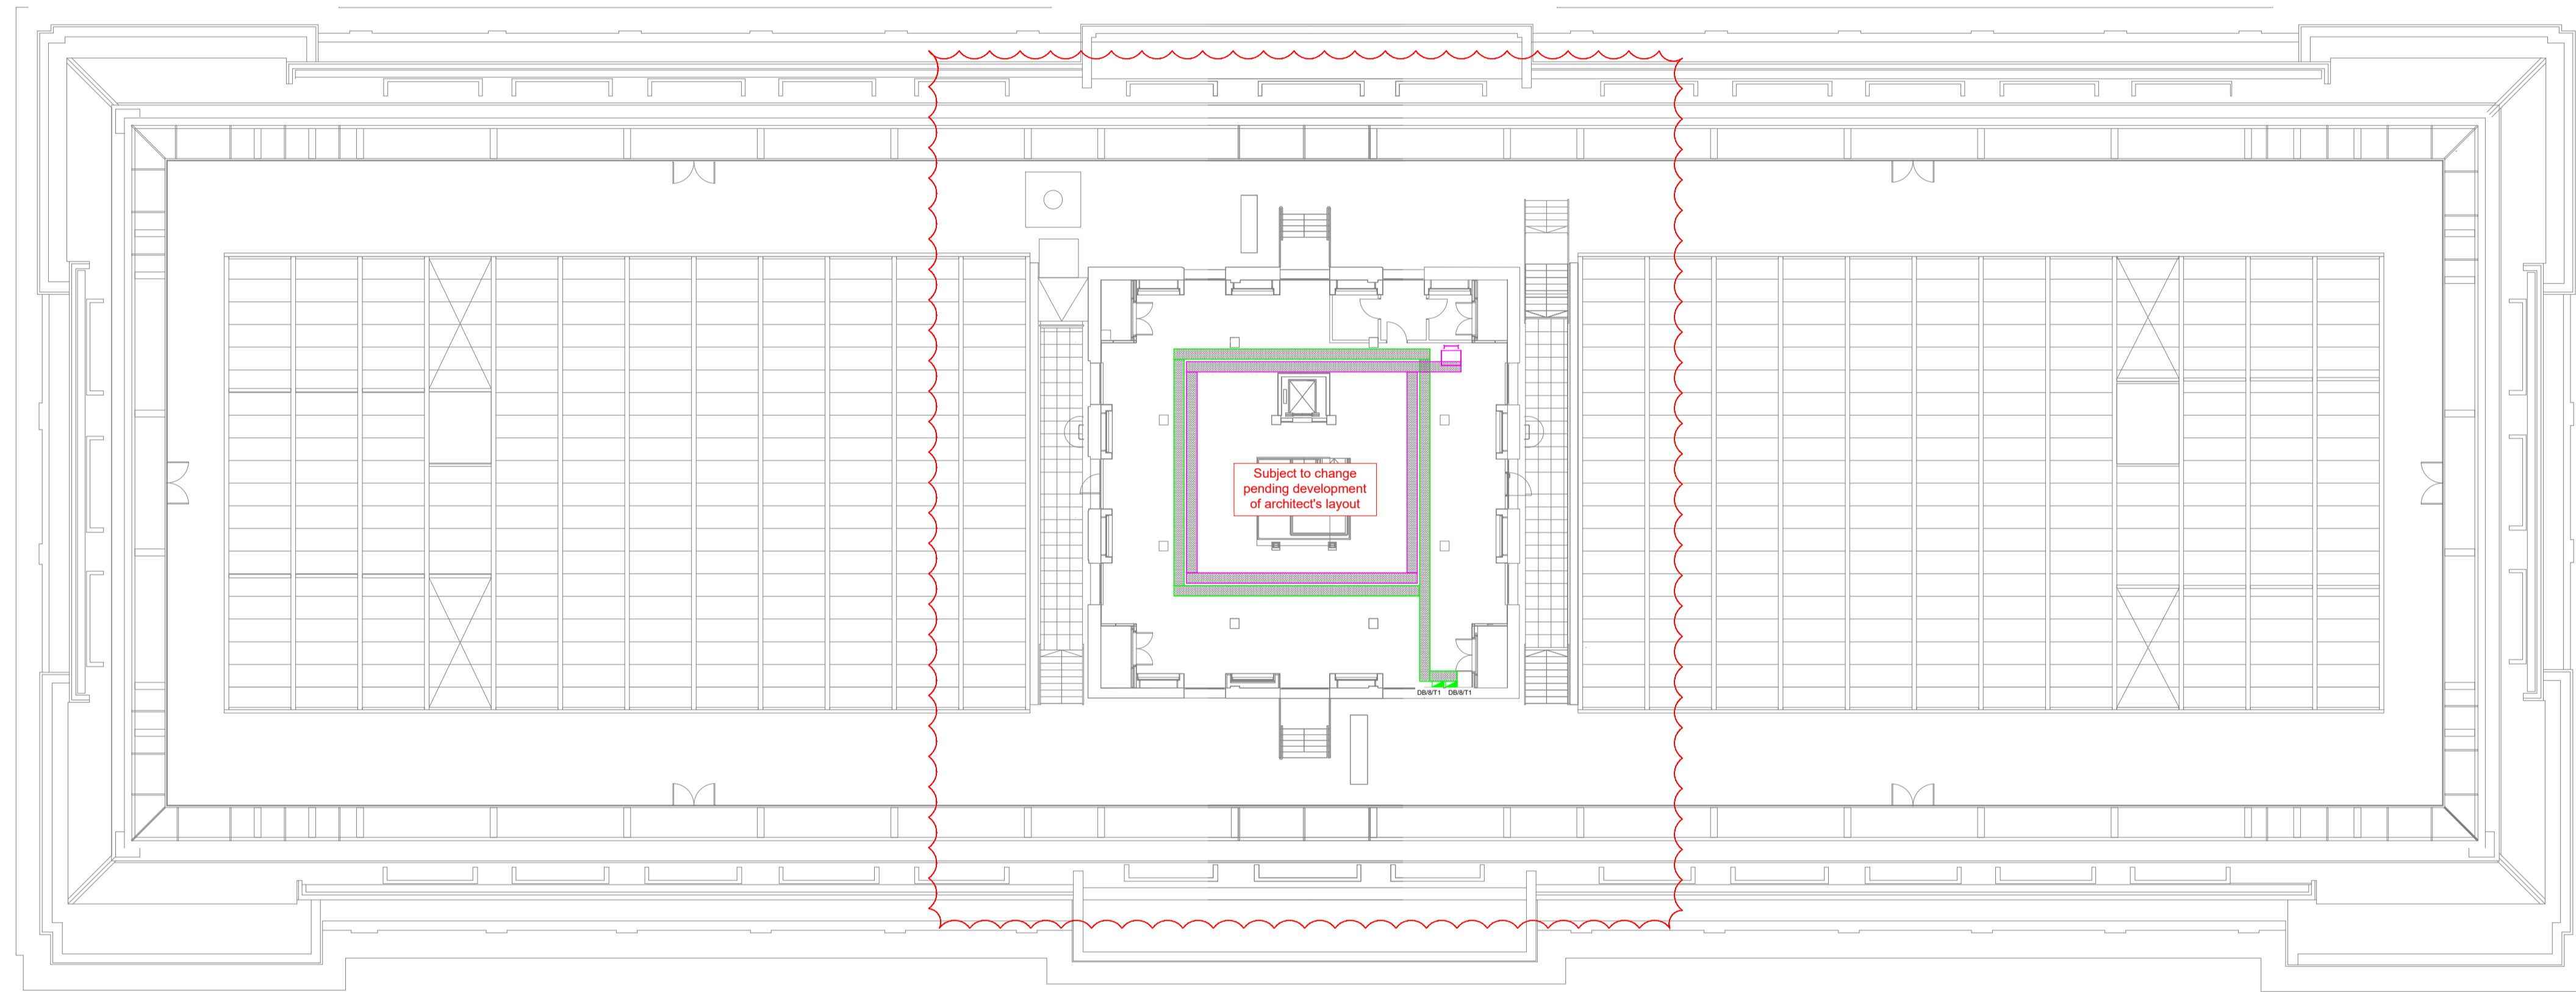 Subject to change
pending development
of architect's layout
DB/8/T1 DB/8/T1